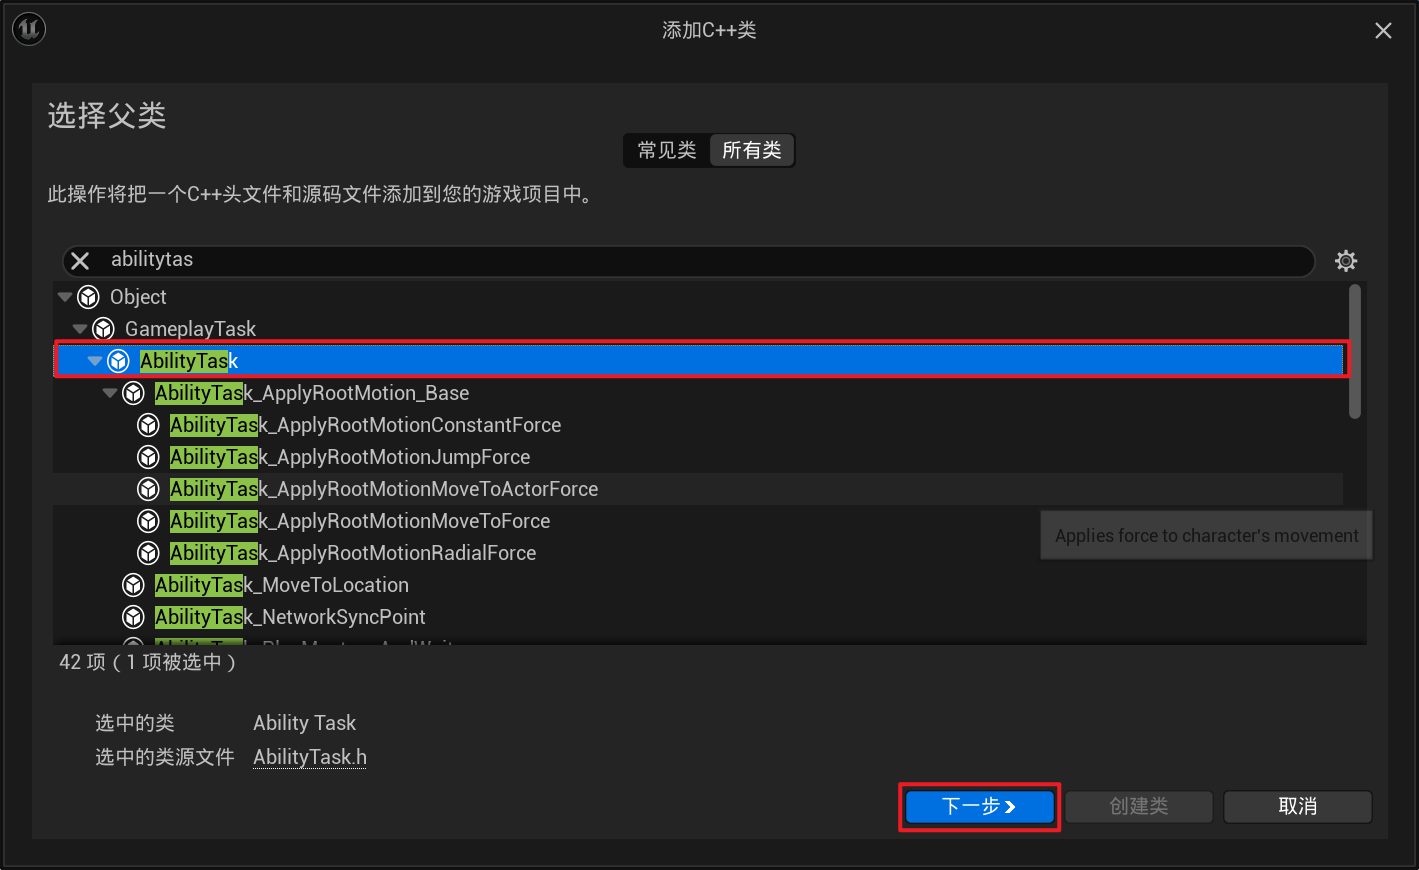 添加C++类
选择父类
常见类 所有类
此操作将把一个C++头文件和源码文件添加到您的游戏项目中。
abilitytas
Object
GameplayTask
AbilityTask
AbilityTask_ApplyRootMotion_Base
AbilityTask_ApplyRootMotionConstantForce
AbilityTask_ApplyRootMotionJumpForce
AbilityTask_ApplyRootMotionMoveToActorForce
AbilityTask_ApplyRootMotionMoveToForce
Applies force to character's movement
AbilityTask_ApplyRootMotionRadialForce
AbilityTask_MoveToLocation
AbilityTask_NetworkSyncPoint
42 项（1 项被选中）
选中的类 Ability Task
选中的类源文件 AbilityTask.h
下一步 创建类 取消